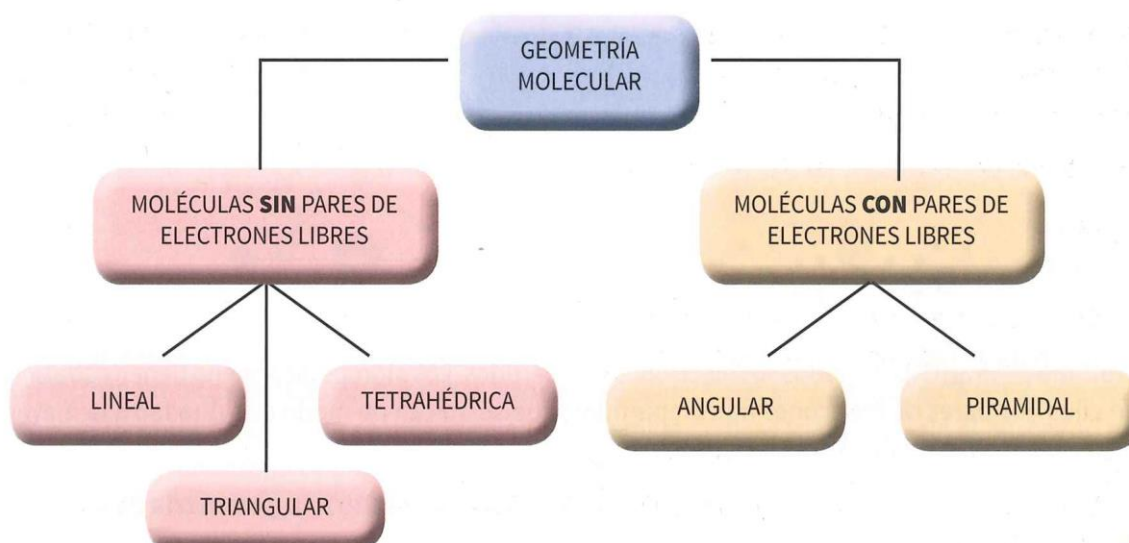 GEOMETRÍA
MOLECULAR
MOLÉCULAS SIN PARES DE
ELECTRONES LIBRES
MOLÉCULAS CON PARES DE
ELECTRONES LIBRES
LINEAL
TETRAHÉDRICA
ANGULAR
PIRAMIDAL
TRIANGULAR